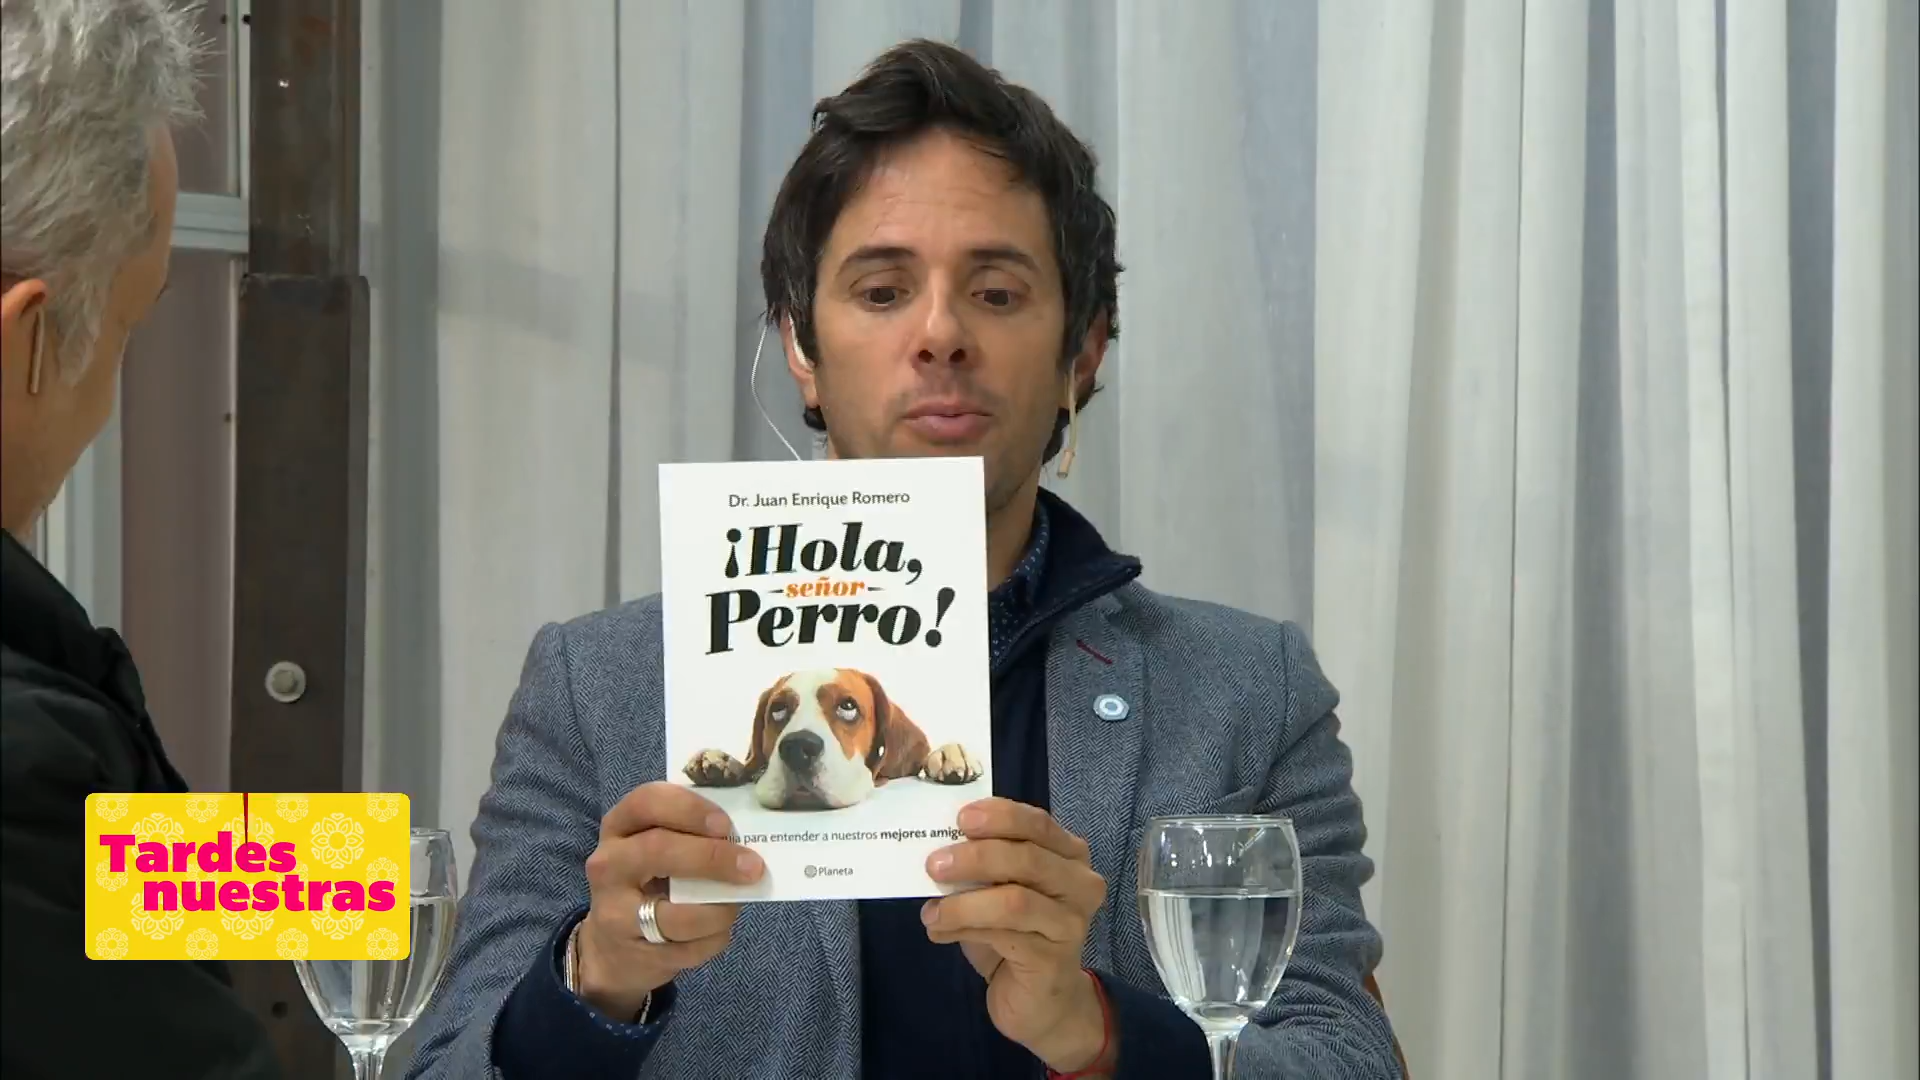 Dr. Juan Enrique Romero
¡Hola,
señor
Perro!
para entender a nuestros mejores
Planeta
Tardes
nuestras